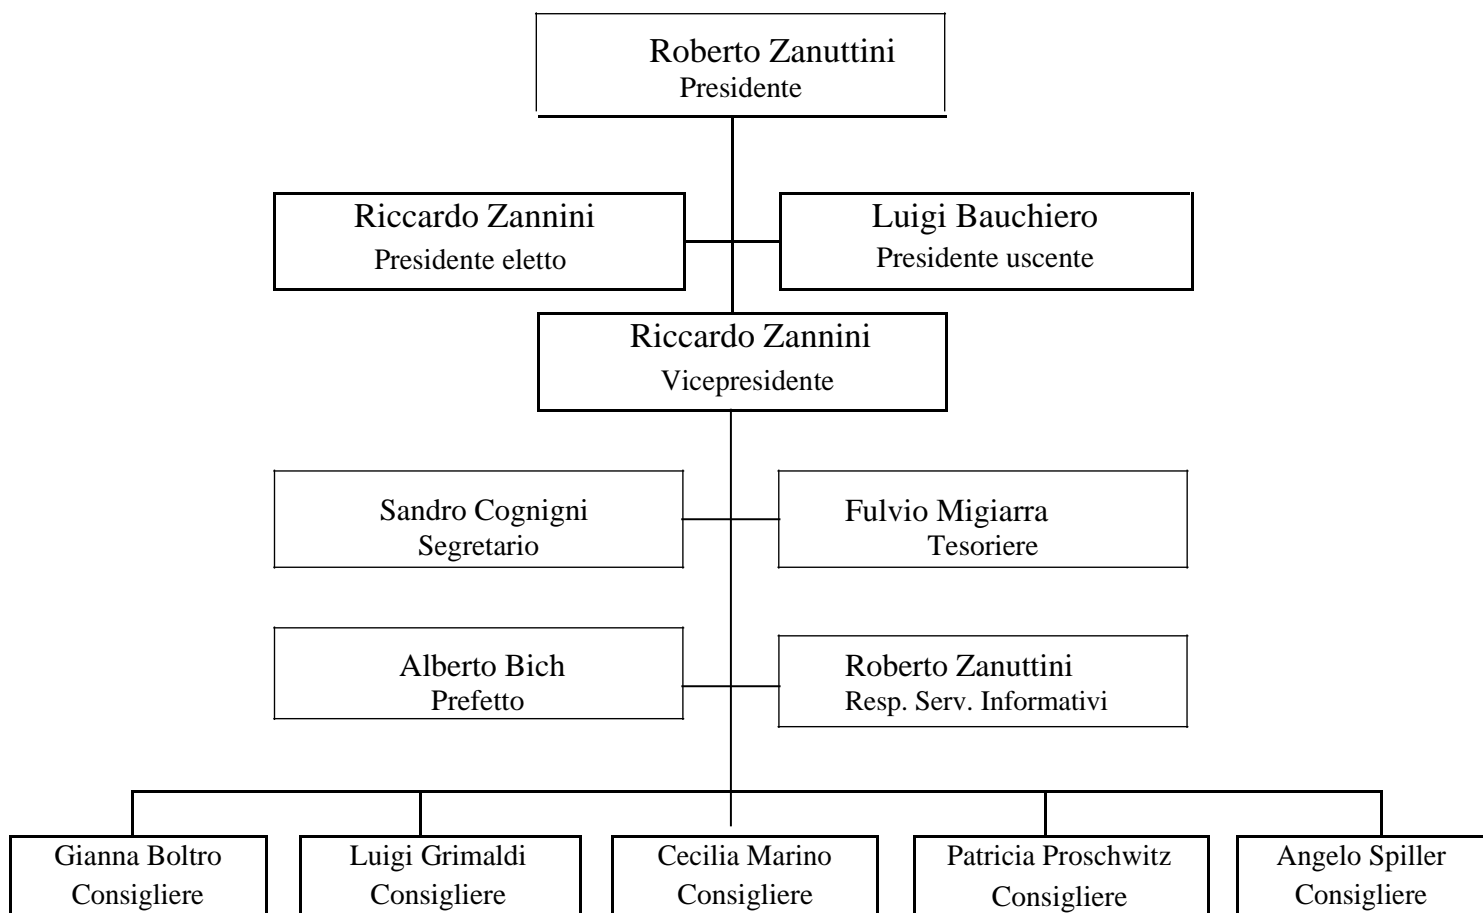 Roberto Zanuttini
Presidente
Riccardo Zannini
Presidente eletto
Luigi Bauchiero
Presidente uscente
Riccardo Zannini
Vicepresidente
Sandro Cognigni
Segretario
Fulvio Migiarra
Tesoriere
Alberto Bich
Prefetto
Roberto Zanuttini
Resp. Serv. Informativi
Gianna Boltro
Consigliere
Luigi Grimaldi
Consigliere
Cecilia Marino
Consigliere
Patricia Proschwitz
Consigliere
Angelo Spiller
Consigliere